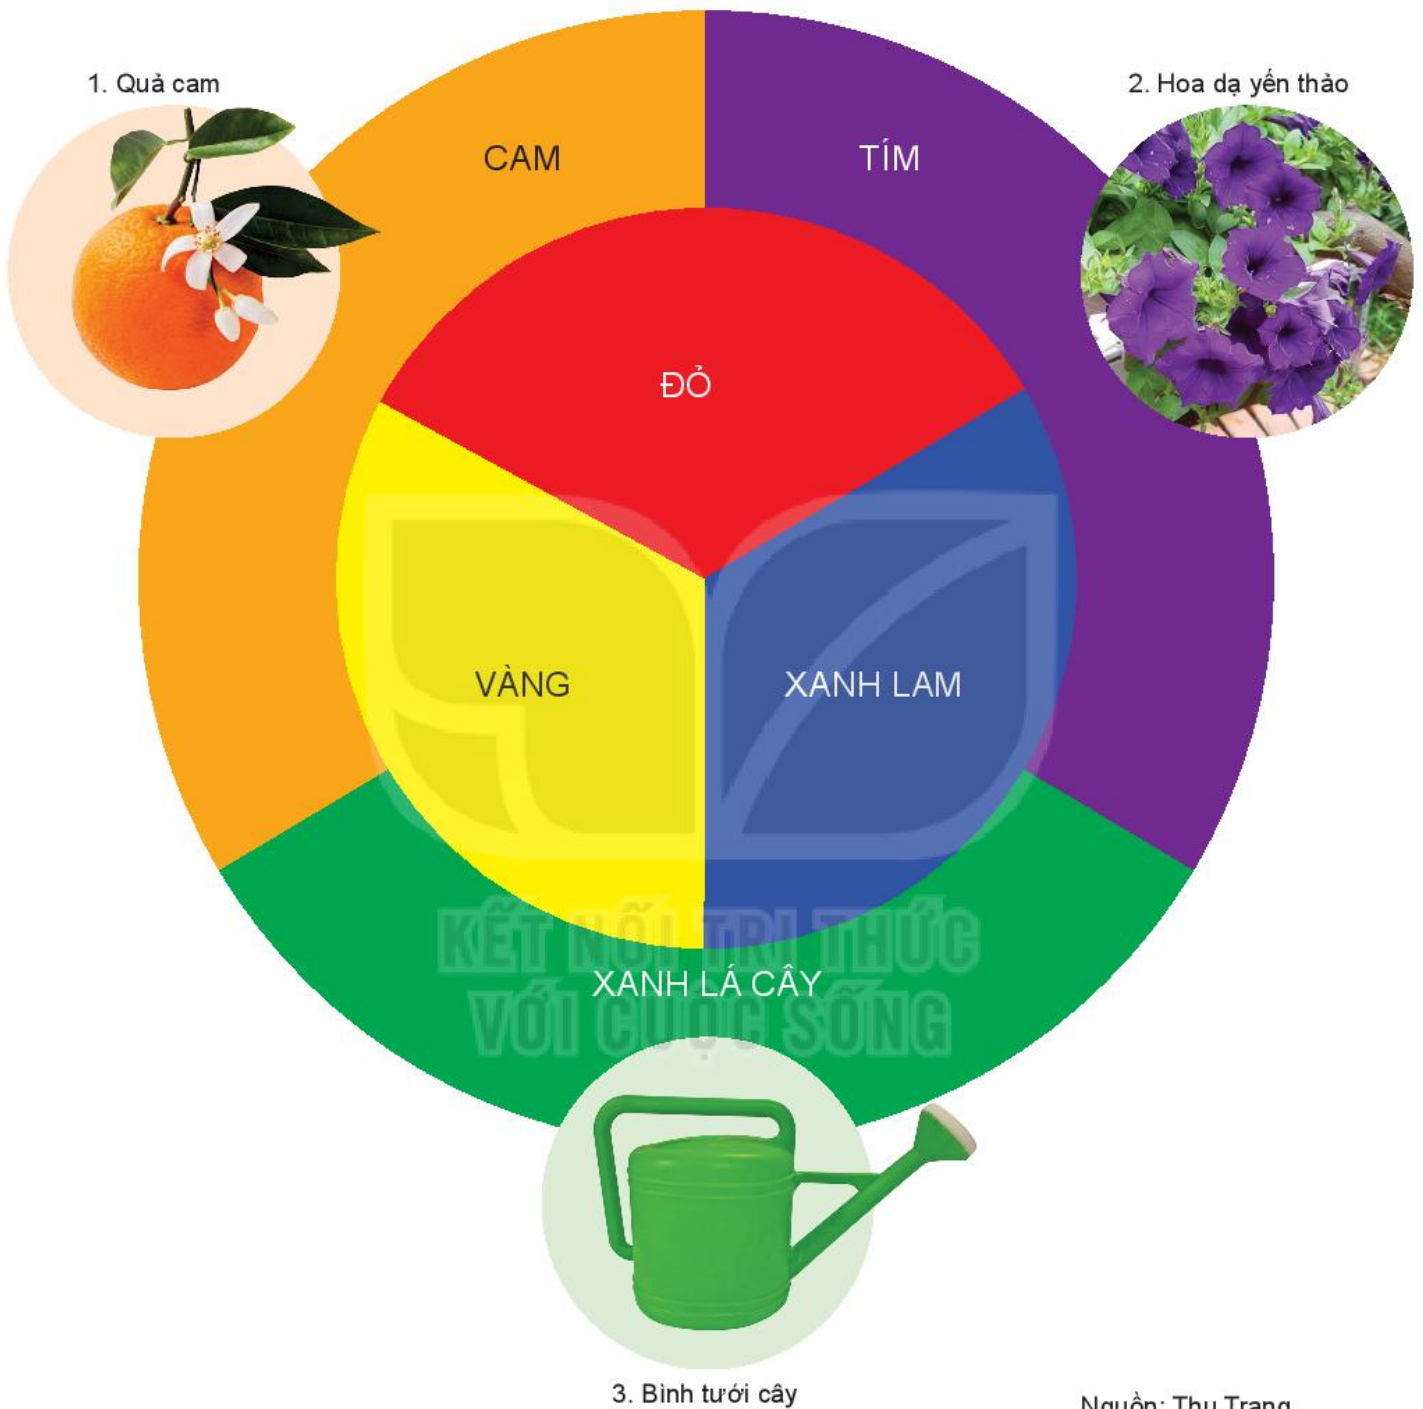 1. Quả cam
2. Hoa dạ yến thảo
CAM
TÍM
ĐỎ
VÀNG
XANH LAM
KẾT NỐI TRI THỨC
XANH LÁ CÂY
VỚI CUỘC SỐNG
3. Bình tưới cây
Nguồn: Thu Trang